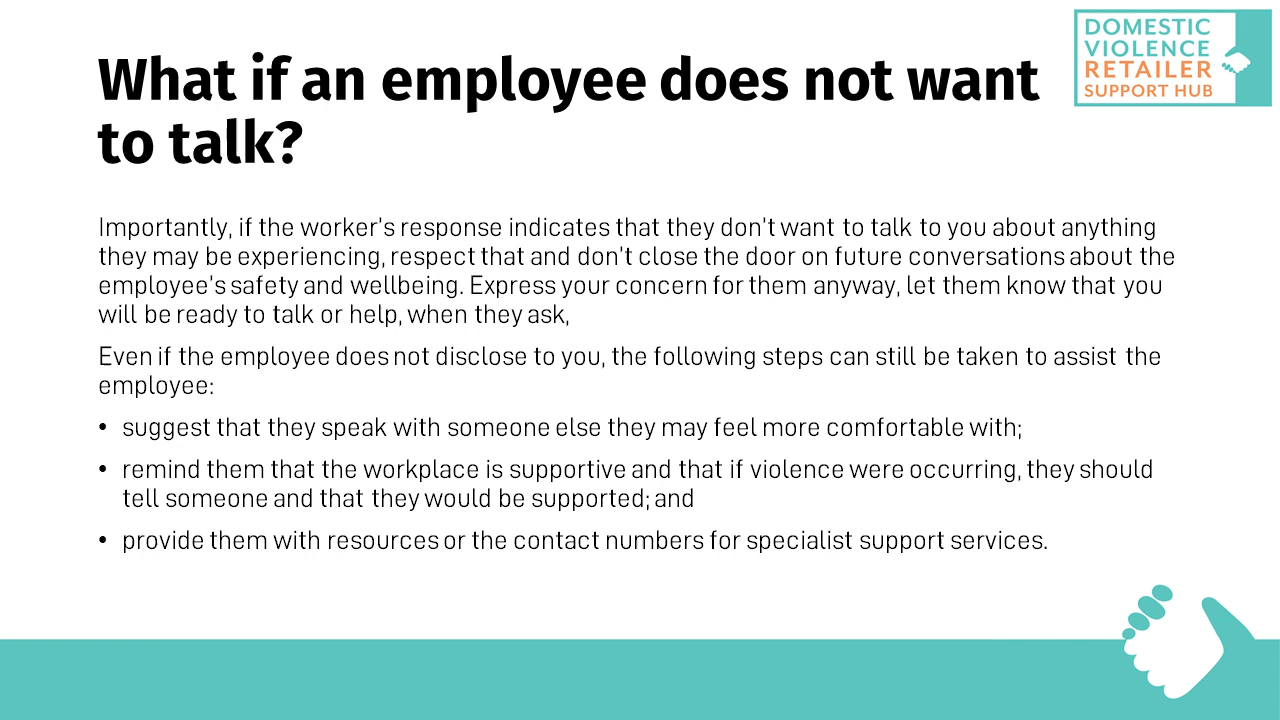 DOMESTIC
VIOLENCE
RETAILER
SUPPORT HUB
What if an employee does not want
to talk?
Importantly, if the worker's response indicates that they don't want to talk to you about anything
they may be experiencing, respect that and don't close the door on future conversations about the
employee's safety and wellbeing. Express your concern for them anyway, let them know that you
will be ready to talk or help, when they ask,
Even if the employee does not disclose to you, the following steps can still be taken to assist the
employee:
• suggest that they speak with someone else they may feel more comfortable with;
• remind them that the workplace is supportive and that if violence were occurring, they should
tell someone and that they would be supported; and
• provide them with resources or the contact numbers for specialist support services.